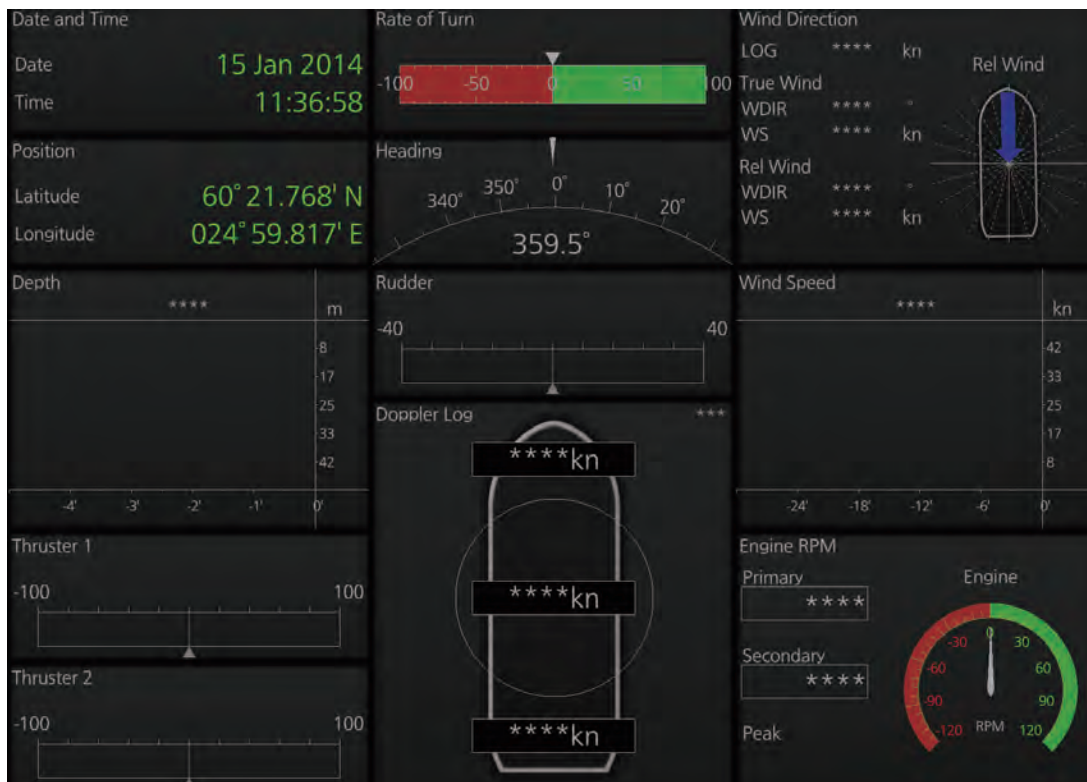 Date and Time
Date 15 Jan 2014
Time 11:36:58
Position
Latitude 60° 21.768' N
Longitude 024° 59.817' E
Depth
**** m
8
17
25
33
42
-4' -3' -2' -1' 0'
Thruster 1
-100 100
Thruster 2
-100 100
Rate of Turn
-100 -50 0 50 100
Heading
340° 350° 0° 10° 20°
359.5°
Rudder
-40 40
Doppler Log ***
****kn
****kn
****kn
Wind Direction
LOG **** kn
True Wind
WDIR **** °
WS **** kn
Rel Wind
WDIR **** °
WS **** kn
Rel Wind
Wind Speed
**** kn
42
33
25
17
8
-24' -18' -12' -6' 0'
Engine RPM
Primary
****
Secondary
****
Peak
Engine
-120 -90 -60 -30 0 30 60 90 120
RPM